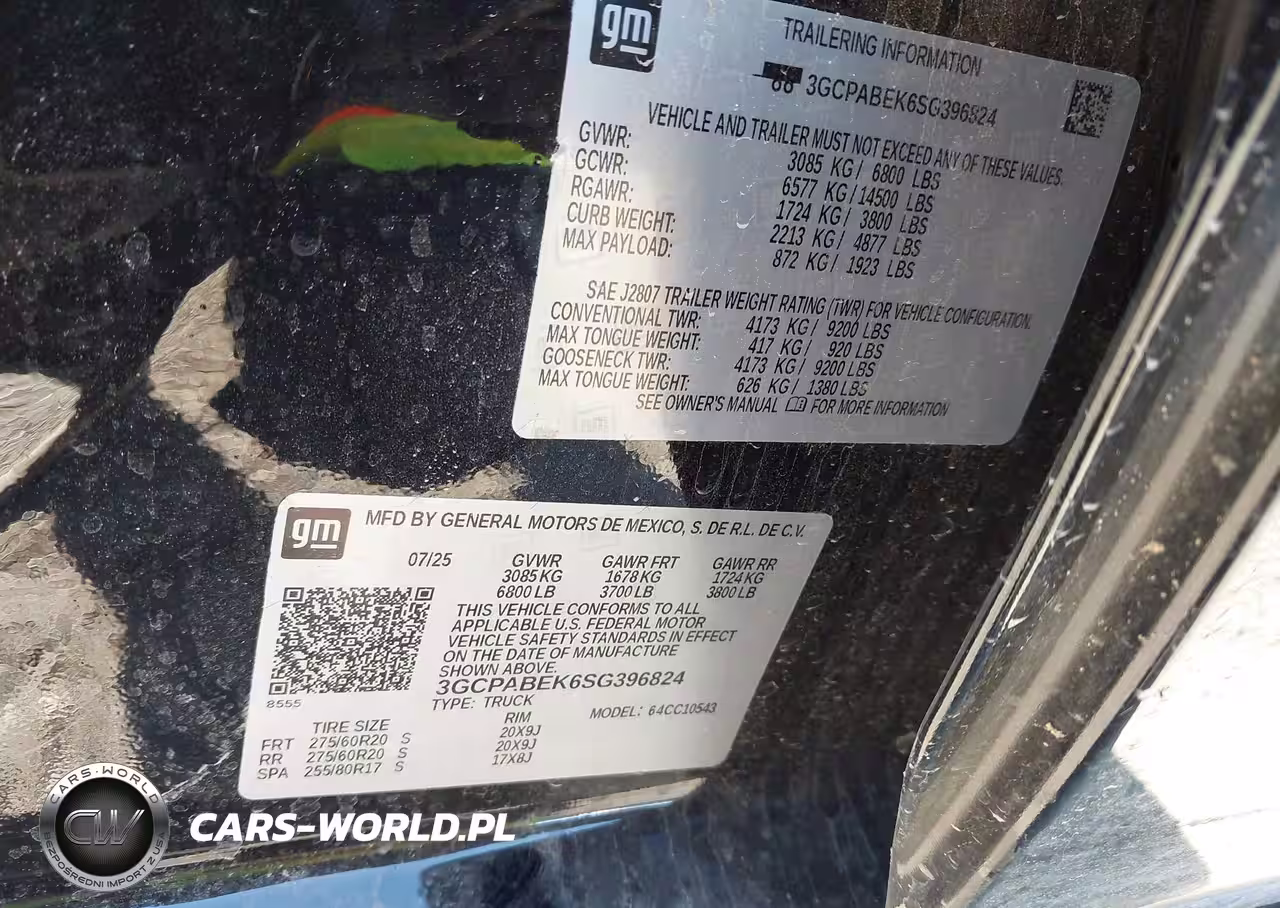 gm
TRAILERING INFORMATION
3GCPABEK6SG396824
VEHICLE AND TRAILER MUST NOT EXCEED ANY OF THESE VALUES.
GVWR: 3085 KG/ 6800 LBS
GCWR: 6577 KG/14500 LBS
RGAWR: 1724 KG/ 3800 LBS
CURB WEIGHT: 2213 KG/ 4877 LBS
MAX PAYLOAD: 872 KG/ 1923 LBS
SAE J2807 TRAILER WEIGHT RATING (TWR) FOR VEHICLE CONFIGURATION.
CONVENTIONAL TWR: 4173 KG/ 9200 LBS
MAX TONGUE WEIGHT: 417 KG/ 920 LBS
GOOSENECK TWR: 4173 KG/ 9200 LBS
MAX TONGUE WEIGHT: 626 KG/ 1380 LBS
SEE OWNER'S MANUAL FOR MORE INFORMATION
gm
MFD BY GENERAL MOTORS DE MEXICO, S. DE R.L. DE C.V.
07/25 GVWR GAWR FRT GAWR RR
3085 KG 1678 KG 1724 KG
6800 LB 3700 LB 3800 LB
THIS VEHICLE CONFORMS TO ALL
APPLICABLE U.S. FEDERAL MOTOR
VEHICLE SAFETY STANDARDS IN EFFECT
ON THE DATE OF MANUFACTURE
SHOWN ABOVE.
3GCPABEK6SG396824
8555
TYPE: TRUCK MODEL: 64CC10543
TIRE SIZE RIM
FRT 275/60R20 S 20X9J
RR 275/60R20 S 20X9J
SPA 255/80R17 S 17X8J
CARS-WORLD
CW
BEZPOŚREDNI IMPORT Z USA
CARS-WORLD.PL